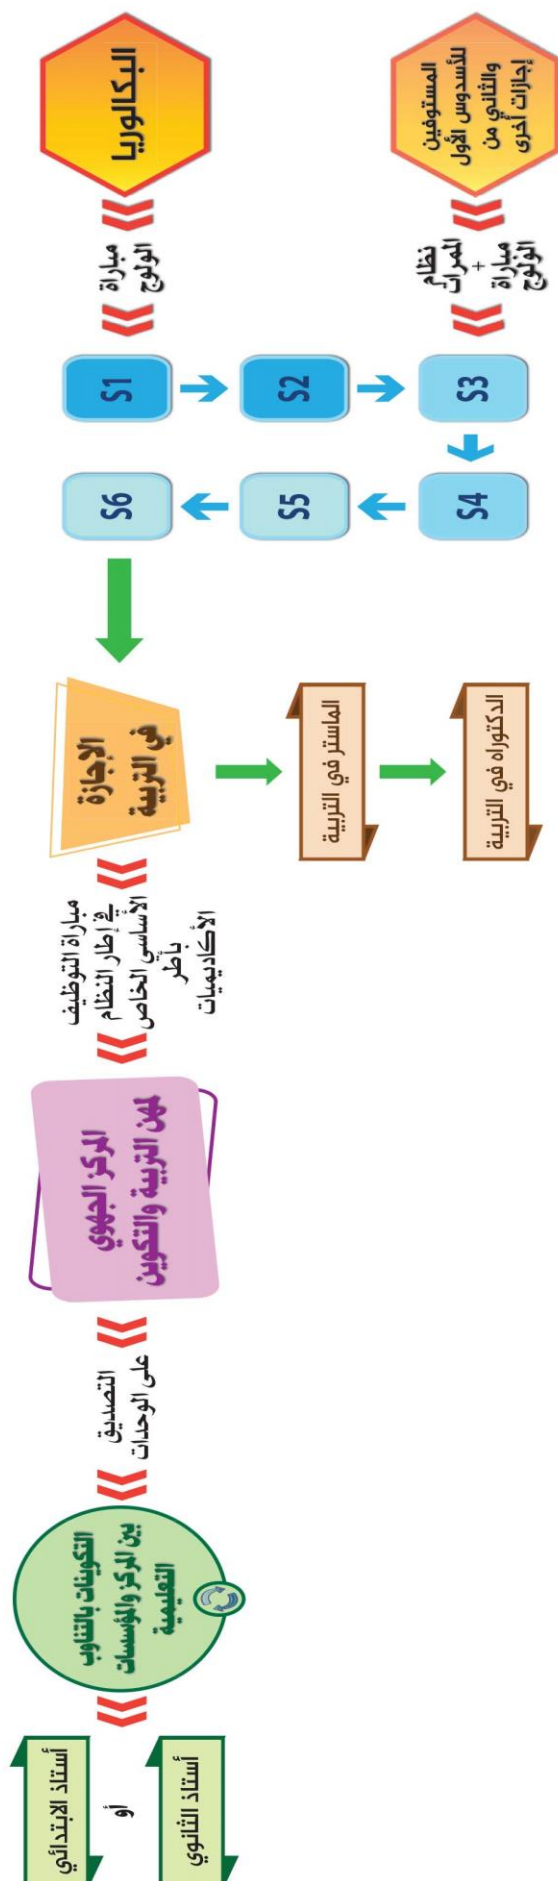 البكالوريا
مباراة
الولوج
المستوفين
للأسدوس الأول
والثاني من
إجازات أخرى
نظام
الممرات
+
مباراة
الولوج
S1
S2
S3
S4
S5
S6
الإجازة
في التربية
الماستر في التربية
الدكتوراه في التربية
مباراة التوظيف
في إطار النظام
الأساسي الخاص
بأطر
الأكاديميات
المركز الجهوي
لمهن التربية والتكوين
التصديق
على الوحدات
التكوينات بالتناوب
بين المركز والمؤسسات
التعليمية
أستاذ الابتدائي
أو
أستاذ الثانوي